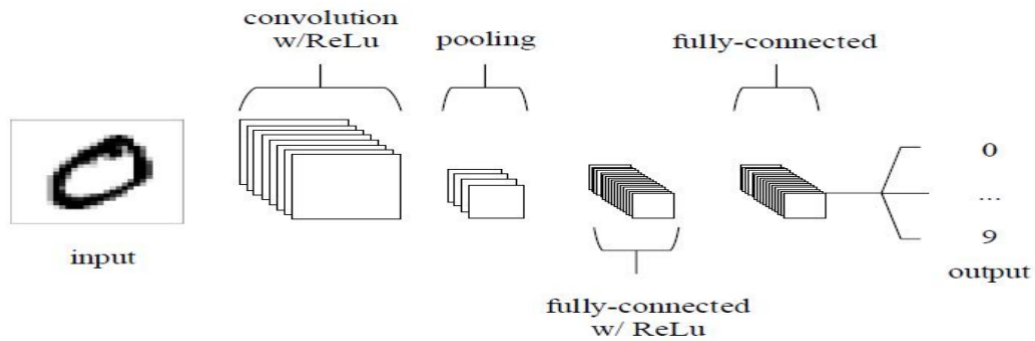 convolution
w/ReLu
pooling
fully-connected
input
fully-connected
w/ ReLu
0
...
9
output